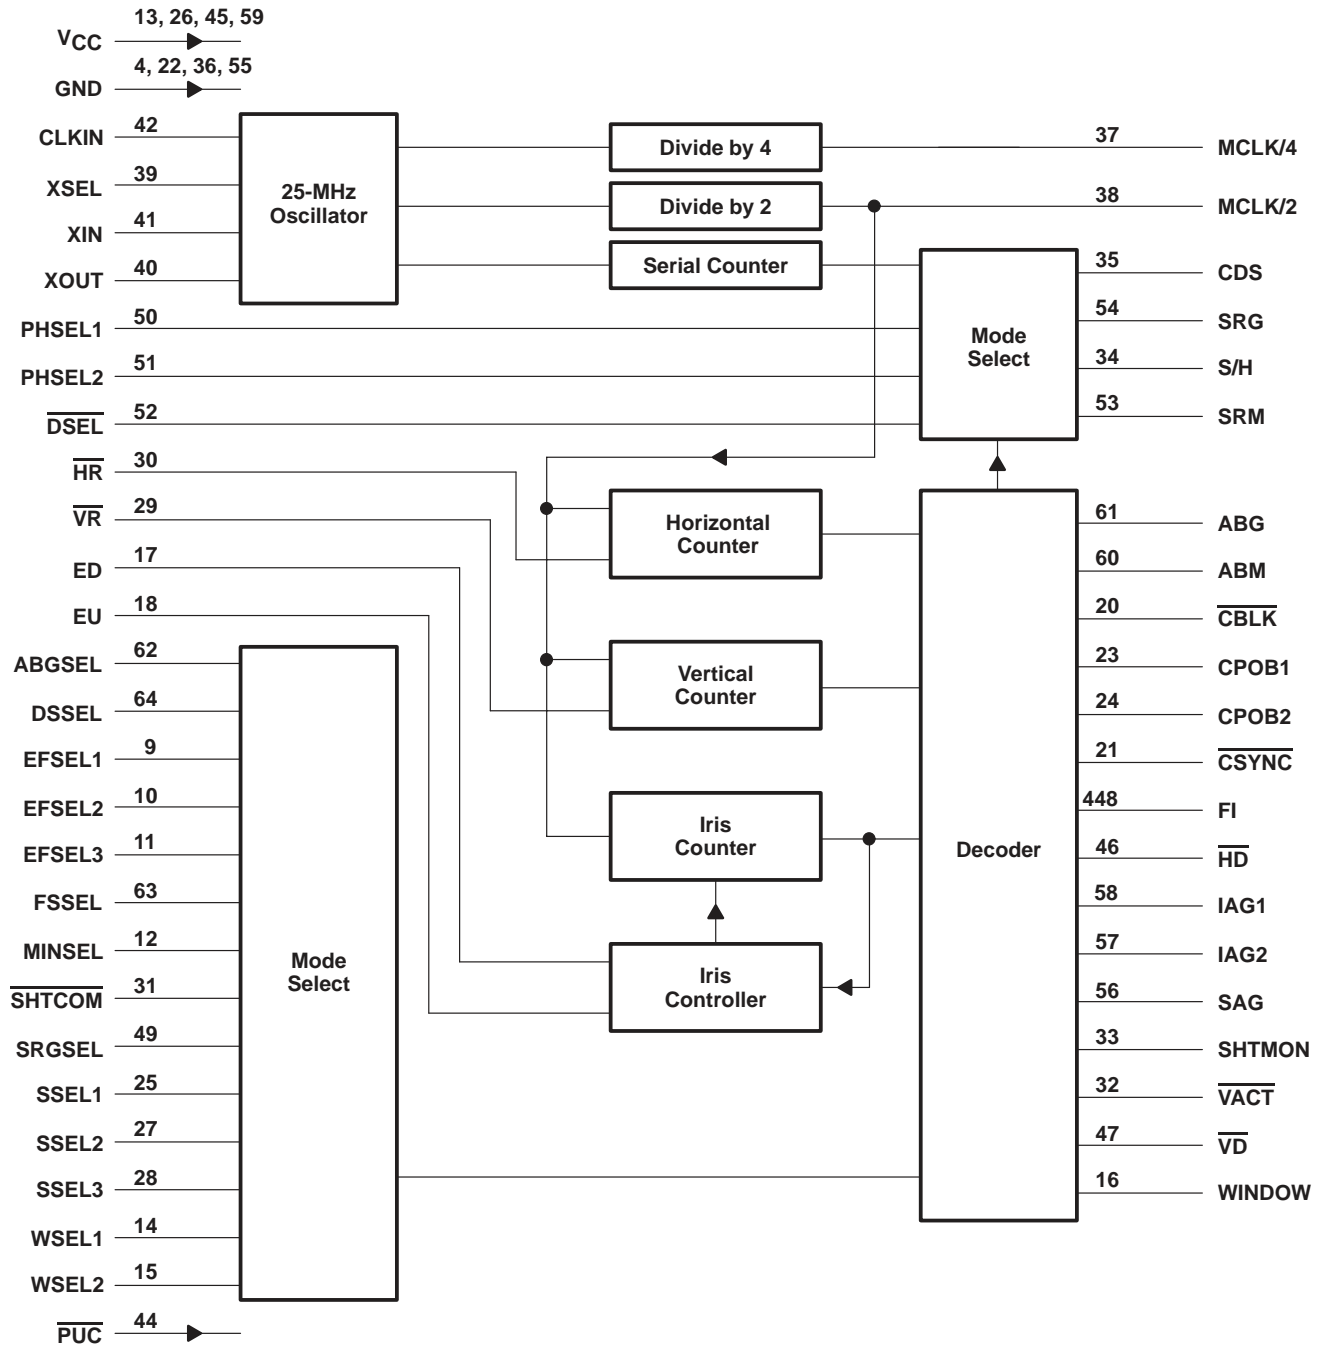 13, 26, 45, 59
VCC
4, 22, 36, 55
GND
CLKIN 42
XSEL 39
XIN 41
XOUT 40
PHSEL1 50
PHSEL2 51
DSEL 52
HR 30
VR 29
ED 17
EU 18
ABGSEL 62
DSSEL 64
EFSEL1 9
EFSEL2 10
EFSEL3 11
FSSEL 63
MINSEL 12
SHTCOM 31
SRGSEL 49
SSEL1 25
SSEL2 27
SSEL3 28
WSEL1 14
WSEL2 15
PUC 44
25-MHz
Oscillator
Mode
Select
Divide by 4
Divide by 2
Serial Counter
Horizontal
Counter
Vertical
Counter
Iris
Counter
Iris
Controller
Mode
Select
Decoder
37 MCLK/4
38 MCLK/2
35 CDS
54 SRG
34 S/H
53 SRM
61 ABG
60 ABM
20 CBLK
23 CPOB1
24 CPOB2
21 CSYNC
448 FI
46 HD
58 IAG1
57 IAG2
56 SAG
33 SHTMON
32 VACT
47 VD
16 WINDOW